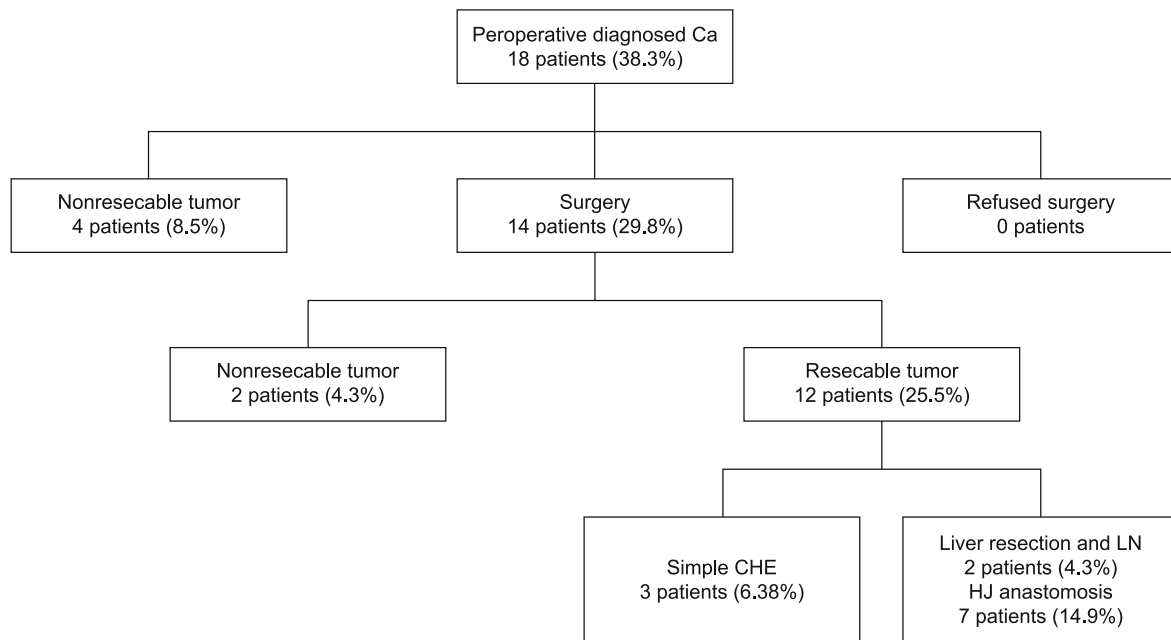 Peroperative diagnosed Ca
18 patients (38.3%)
Nonresecable tumor
4 patients (8.5%)
Surgery
14 patients (29.8%)
Refused surgery
0 patients
Nonresecable tumor
2 patients (4.3%)
Resecable tumor
12 patients (25.5%)
Simple CHE
3 patients (6.38%)
Liver resection and LN
2 patients (4.3%)
HJ anastomosis
7 patients (14.9%)